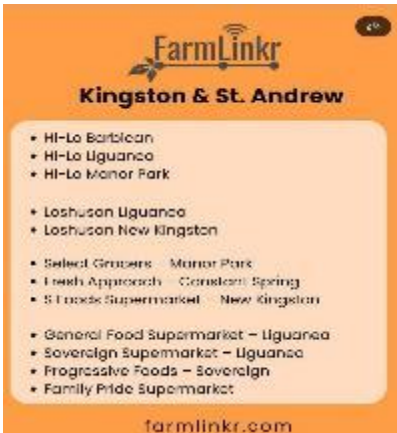 FarmLinkr
Kingston & St. Andrew
• Hi-Lo Barbican
• Hi-Lo Liguanea
• Hi-Lo Manor Park
• Loshusan Liguanea
• Loshusan New Kingston
• Select Grocers – Manor Park
• Fresh Approach – Constant Spring
• S Foods Supermarket – New Kingston
• General Food Supermarket – Liguanea
• Sovereign Supermarket – Liguanea
• Progressive Foods – Sovereign
• Family Pride Supermarket
farmlinkr.com